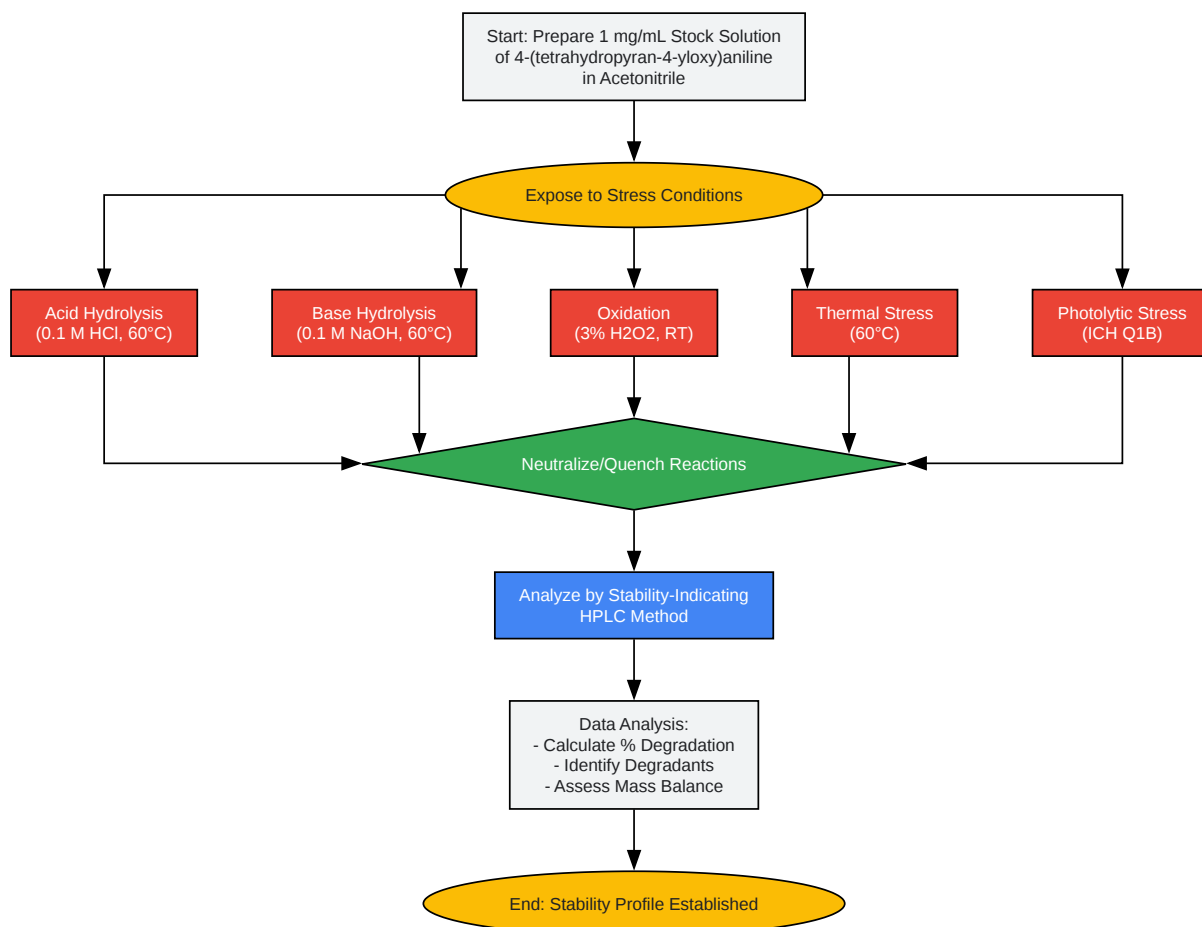 Start: Prepare 1 mg/mL Stock Solution
of 4-(tetrahydropyran-4-yloxy)aniline
in Acetonitrile
Expose to Stress Conditions
Acid Hydrolysis
(0.1 M HCl, 60°C)
Base Hydrolysis
(0.1 M NaOH, 60°C)
Oxidation
(3% H2O2, RT)
Thermal Stress
(60°C)
Photolytic Stress
(ICH Q1B)
Neutralize/Quench Reactions
Analyze by Stability-Indicating
HPLC Method
Data Analysis:
- Calculate % Degradation
- Identify Degradants
- Assess Mass Balance
End: Stability Profile Established